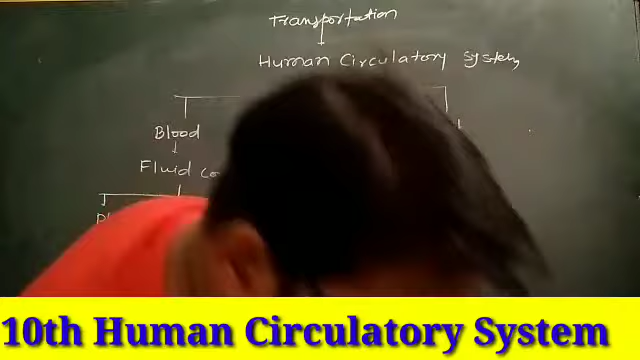 Transportation
Human Circulatory System
Blood
Fluid
10th Human Circulatory System